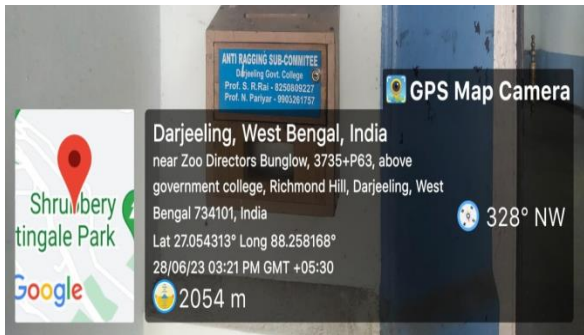 ANTI RAGGING SUB-COMMITEE
Darjeeling Govt. College
Prof. S. R.Rai - 8250809227
Prof. N. Pariyar - 9905261757
GPS Map Camera
Darjeeling, West Bengal, India
near Zoo Directors Bunglow, 3735+P63, above
government college, Richmond Hill, Darjeeling, West
Bengal 734101, India
Lat 27.054313° Long 88.258168°
28/06/23 03:21 PM GMT +05:30
2054 m
328° NW
Shrubbery
tingale Park
Google